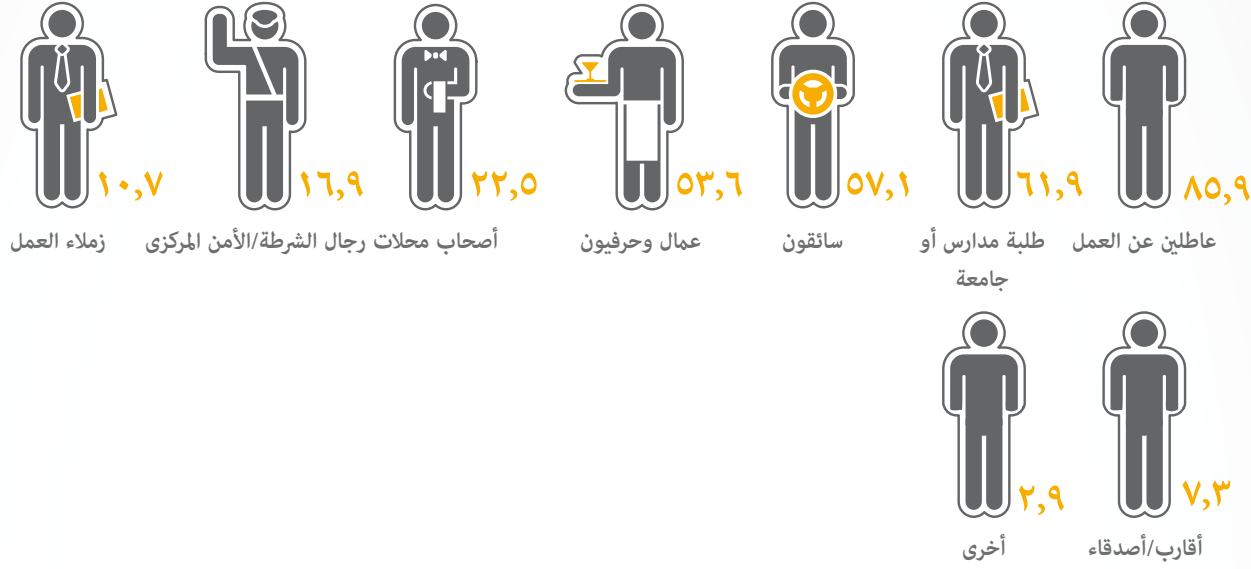 ٨٥,٩
٦١,٩
٥٧,١
٥٣,٦
٢٢,٥
١٦,٩
١٠,٧
عاطلين عن العمل
طلبة مدارس أو
جامعة
سائقون
عمال وحرفيون
أصحاب محلات
رجال الشرطة/الأمن المركزى
زملاء العمل
٧,٣
٢,٩
أقارب/أصدقاء
أخرى